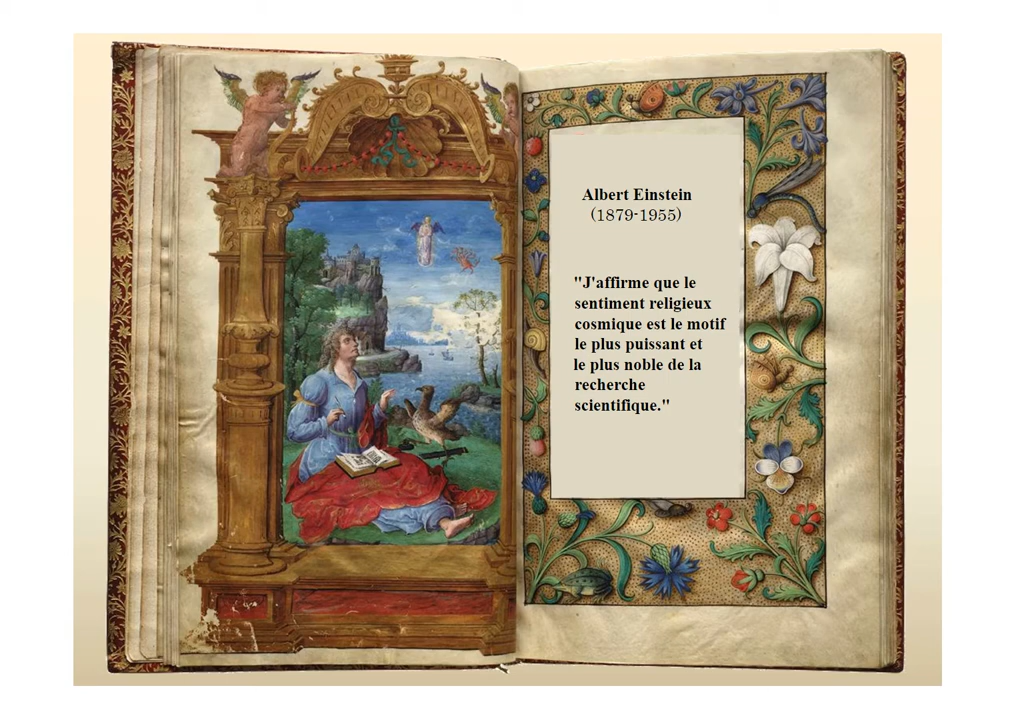 Albert Einstein
(1879-1955)
"J'affirme que le
sentiment religieux
cosmique est le motif
le plus puissant et
le plus noble de la
recherche
scientifique."